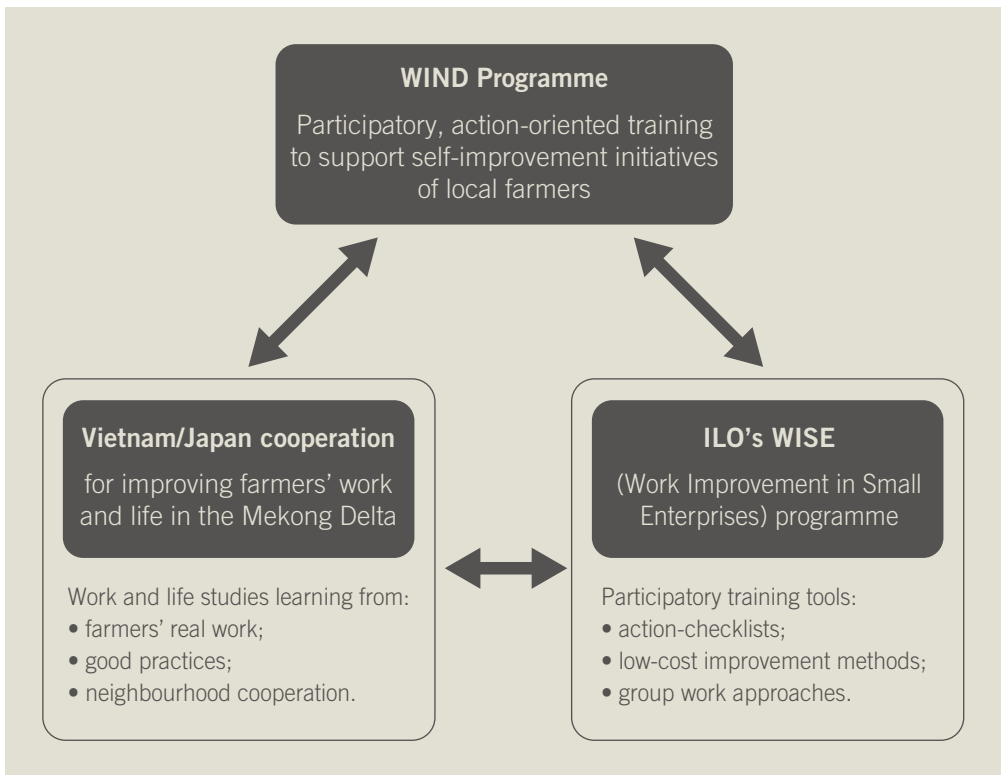 WIND Programme
Participatory, action-oriented training
to support self-improvement initiatives
of local farmers
Vietnam/Japan cooperation
for improving farmers’ work
and life in the Mekong Delta
Work and life studies learning from:
• farmers’ real work;
• good practices;
• neighbourhood cooperation.
ILO’s WISE
(Work Improvement in Small
Enterprises) programme
Participatory training tools:
• action-checklists;
• low-cost improvement methods;
• group work approaches.